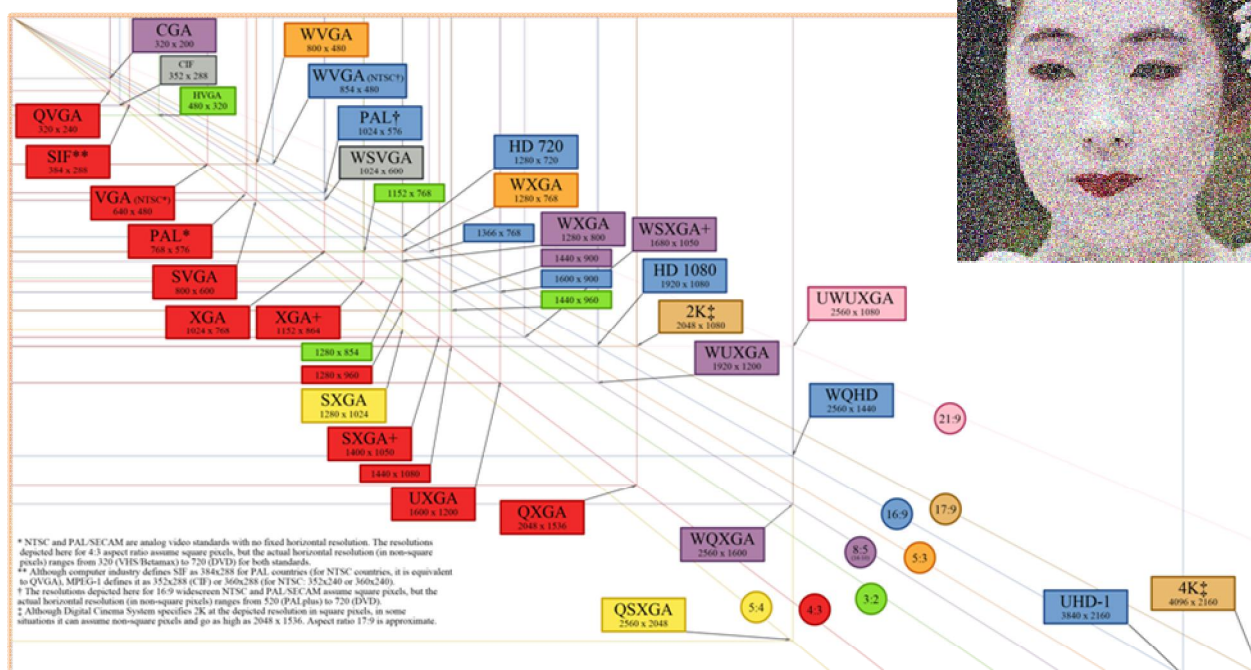 CGA
320 x 200
CIF
352 x 288
HVGA
480 x 320
QVGA
320 x 240
SIF**
384 x 288
VGA (NTSC*)
640 x 480
PAL*
768 x 576
SVGA
800 x 600
XGA
1024 x 768
XGA+
1152 x 864
WVGA
800 x 480
WVGA (NTSC†)
854 x 480
PAL†
1024 x 576
WSVGA
1024 x 600
1152 x 768
HD 720
1280 x 720
WXGA
1280 x 768
1366 x 768
WXGA
1280 x 800
WSXGA+
1680 x 1050
1440 x 900
1600 x 900
1440 x 960
HD 1080
1920 x 1080
2K‡
2048 x 1080
UWUXGA
2560 x 1080
WUXGA
1920 x 1200
1280 x 854
1280 x 960
SXGA
1280 x 1024
SXGA+
1400 x 1050
1440 x 1080
UXGA
1600 x 1200
QXGA
2048 x 1536
WQHD
2560 x 1440
21:9
WQXGA
2560 x 1600
16:9
17:9
8:5
5:3
3:2
4:3
5:4
QSXGA
2560 x 2048
UHD-1
3840 x 2160
4K‡
4096 x 2160
* NTSC and PAL/SECAM are analog video standards with no fixed horizontal resolution. The resolutions
depicted here for 4:3 aspect ratio assume square pixels, but the actual horizontal resolution (in non-square
pixels) ranges from 320 (VHS/Betamax) to 720 (DVD) for both standards.
** Although computer industry defines SIF as 384x288 for PAL countries (for NTSC countries, it is equivalent
to QVGA), MPEG-1 defines it as 352x288 (CIF) or 360x288 (for NTSC: 352x240 or 360x240).
† The resolutions depicted here for 16:9 widescreen NTSC and PAL/SECAM assume square pixels, but the
actual horizontal resolution (in non-square pixels) ranges from 520 (PALplus) to 720 (DVD).
‡ Although Digital Cinema System specifies 2K at the depicted resolution in square pixels, in some
situations it can assume non-square pixels and go as high as 2048 x 1536. Aspect ratio 17:9 is approximate.